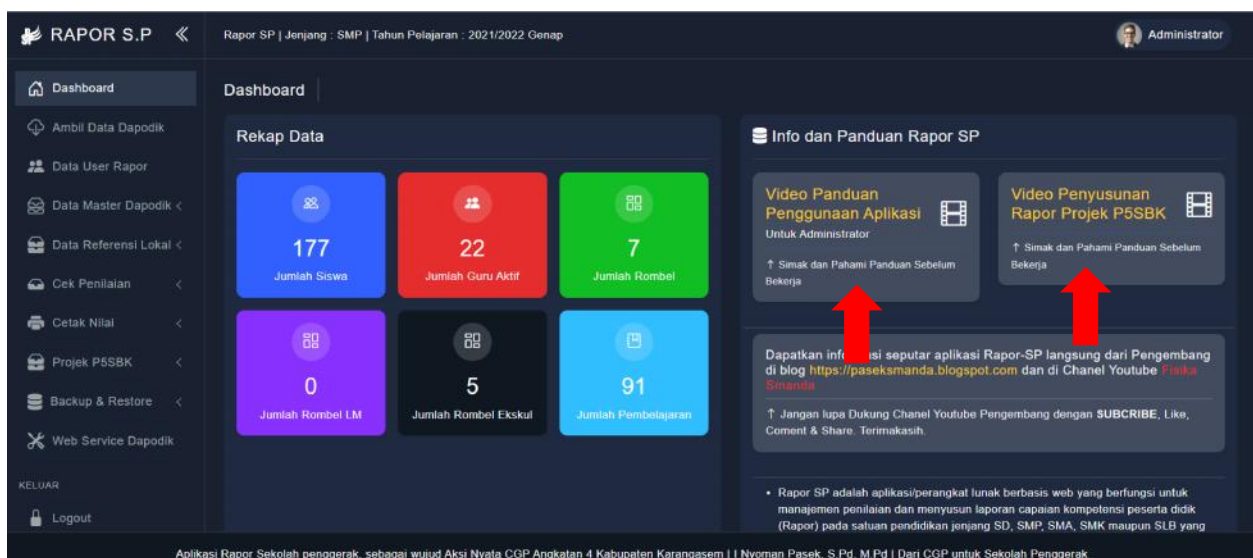 RAPOR S.P
Rapor SP | Jenjang : SMP | Tahun Pelajaran : 2021/2022 Genap
Administrator
Dashboard
Ambil Data Dapodik
Data User Rapor
Data Master Dapodik <
Data Referensi Lokal <
Cek Penilaian <
Cetak Nilai <
Projek P5SBK <
Backup & Restore <
Web Service Dapodik
KELUAR
Logout
Dashboard
Rekap Data
177
Jumlah Siswa
22
Jumlah Guru Aktif
7
Jumlah Rombel
0
Jumlah Rombel LM
5
Jumlah Rombel Ekskul
91
Jumlah Pembelajaran
Info dan Panduan Rapor SP
Video Panduan
Penggunaan Aplikasi
Untuk Administrator
↑ Simak dan Pahami Panduan Sebelum
Bekerja
Video Penyusunan
Rapor Projek P5SBK
↑ Simak dan Pahami Panduan Sebelum
Bekerja
Dapatkan seputar aplikasi Rapor-SP langsung dari Pengembang
di blog https://paseksmanda.blogspot.com dan di Chanel Youtube Fisika
Smanda
↑ Jangan lupa Dukung Chanel Youtube Pengembang dengan SUBCRIBE, Like,
Coment & Share. Terimakasih.
• Rapor SP adalah aplikasi/perangkat lunak berbasis web yang berfungsi untuk
manajemen penilaian dan menyusun laporan capaian kompetensi peserta didik
(Rapor) pada satuan pendidikan jenjang SD, SMP, SMA, SMK maupun SLB yang
Aplikasi Rapor Sekolah penggerak, sebagai wujud Aksi Nyata CGP Angkatan 4 Kabupaten Karangasem | I Nyoman Pasek, S.Pd, M.Pd | Dari CGP untuk Sekolah Penggerak